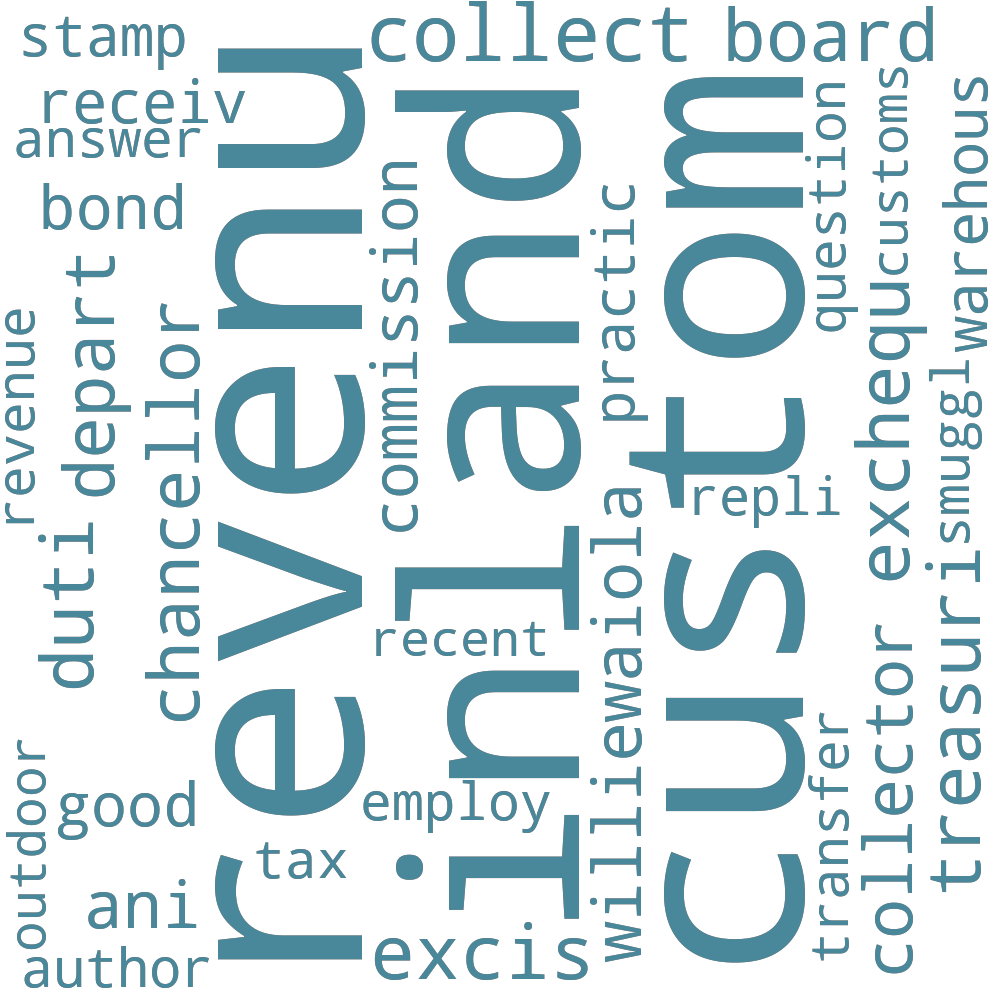 stamp
collect
board
receiv
answer
bond
revenu
inland
custom
commission
practic
question
customs
warehous
depart
revenue
chancellor
duti
exchequ
smuggl
repli
williewaiola
recent
treasuri
collector
transfer
outdoor
good
employ
tax
ani
excis
author